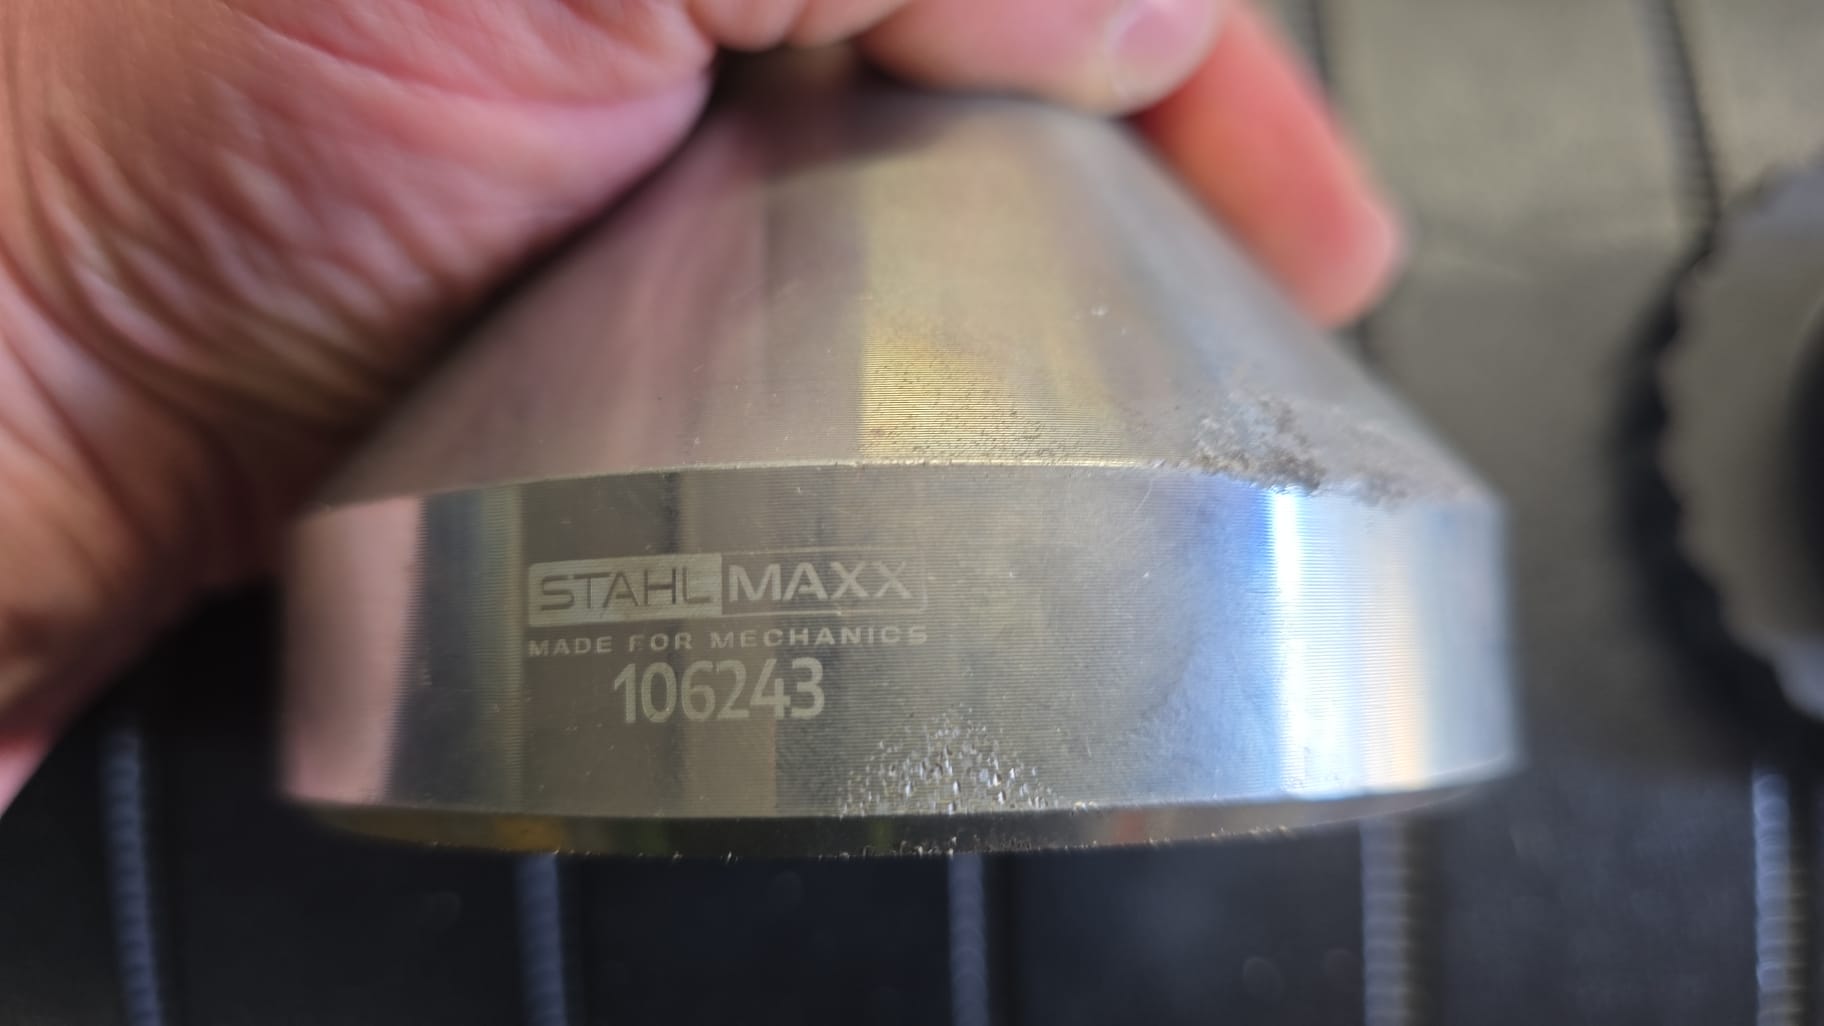 STAHLMAXX
MADE FOR MECHANICS
106243